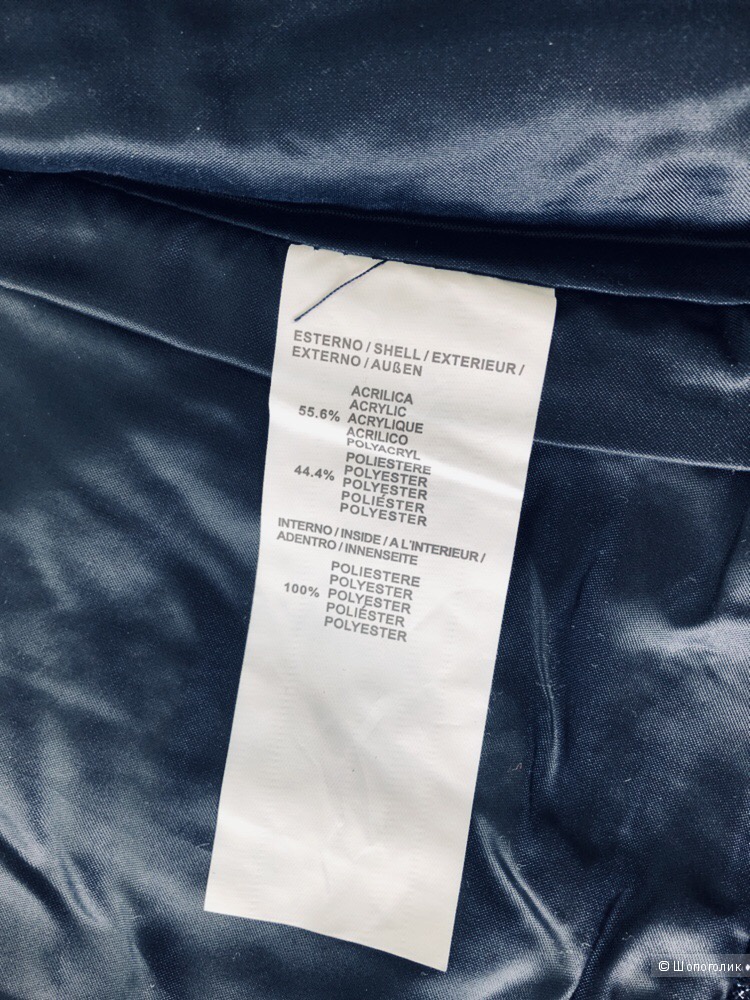 ESTERNO / SHELL / EXTERIEUR /
EXTERNO / AUßEN
ACRILICA
ACRYLIC
55.6% ACRYLIQUE
ACRILICO
POLYACRYL
POLIESTERE
44.4% POLYESTER
POLYESTER
POLIÉSTER
POLYESTER
INTERNO / INSIDE / A L'INTERIEUR /
ADENTRO / INNENSEITE
POLIESTERE
POLYESTER
100% POLYESTER
POLIÉSTER
POLYESTER
© Шопоголик